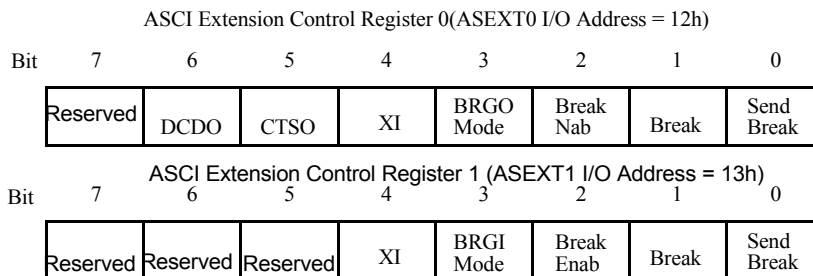 ASCI Extension Control Register 0(ASEXT0 I/O Address = 12h)
Bit 7 6 5 4 3 2 1 0
Reserved DCDO CTSO XI BRGO Mode Break Nab Break Send Break
ASCI Extension Control Register 1 (ASEXT1 I/O Address = 13h)
Bit 7 6 5 4 3 2 1 0
Reserved Reserved Reserved XI BRGI Mode Break Enab Break Send Break